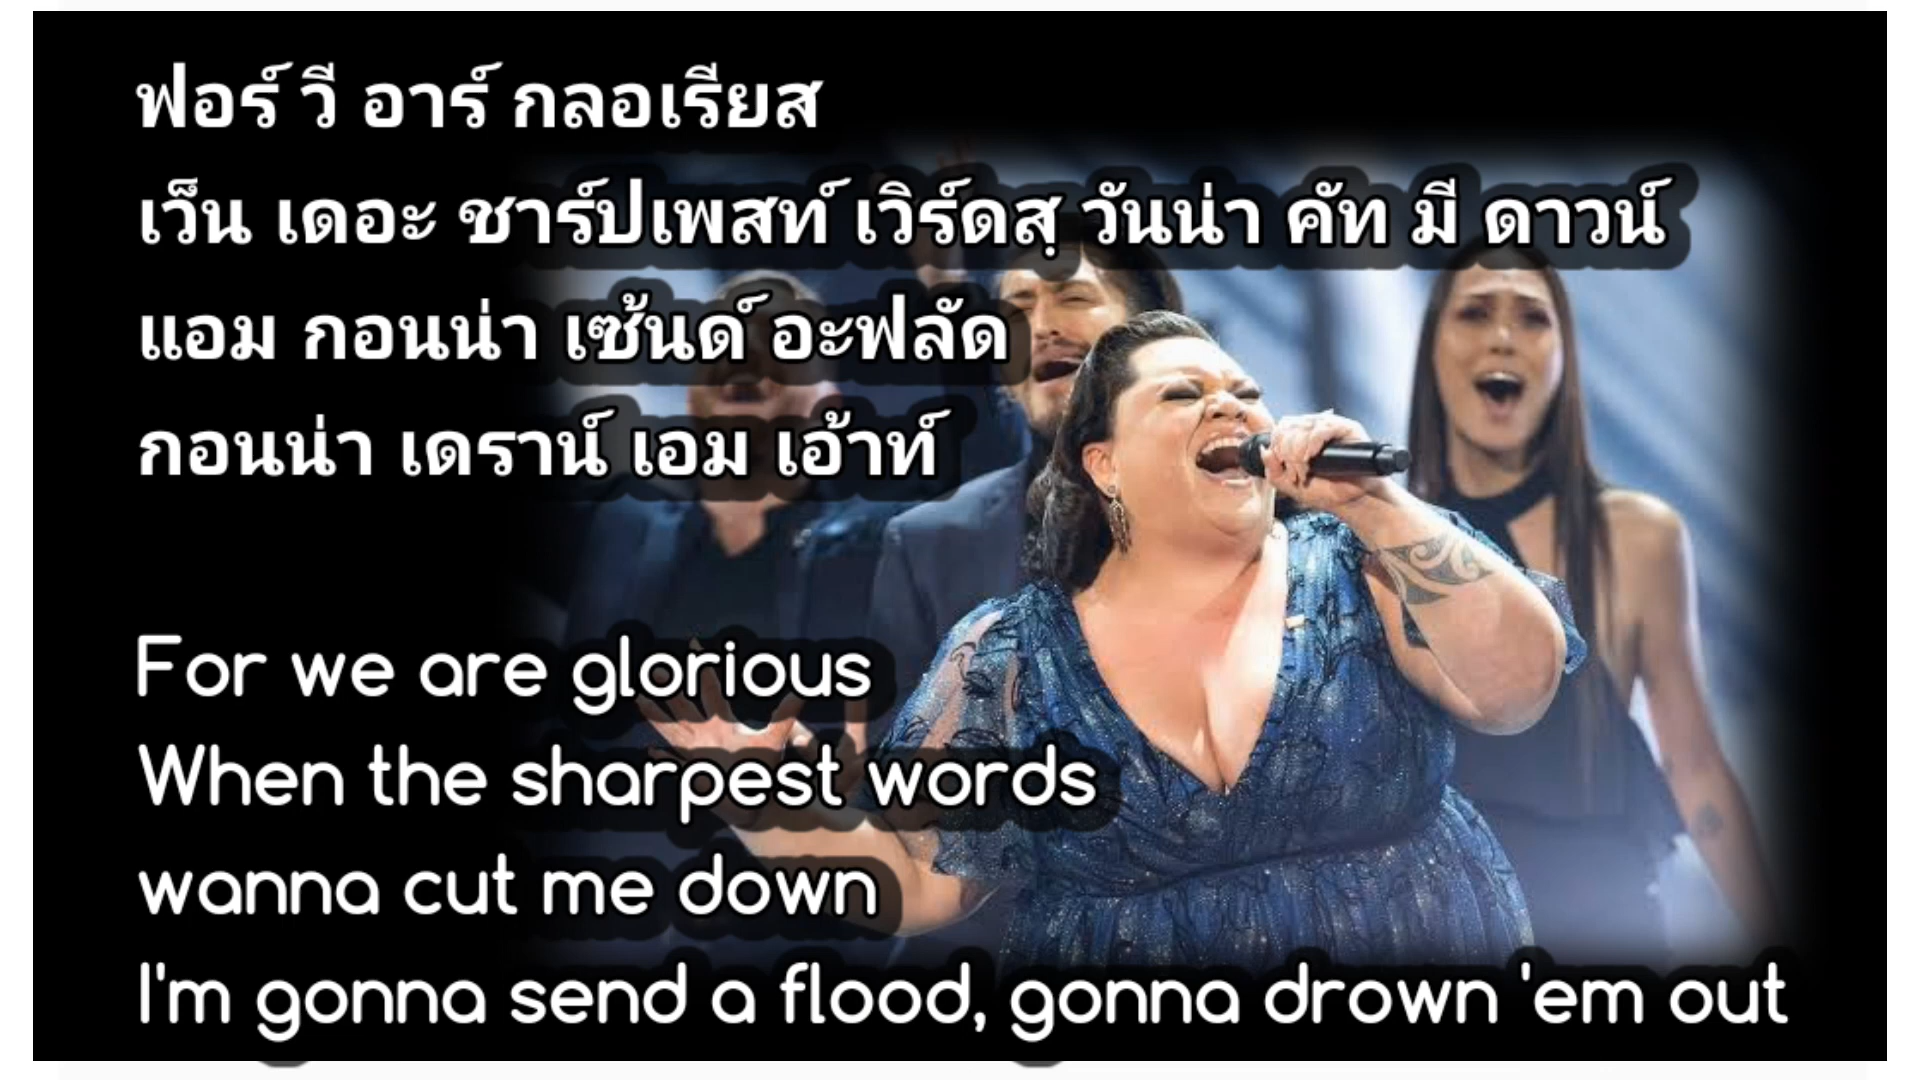 ฟอร์ วี อาร์ กลอเรียส
เว็น เดอะ ชาร์ปเพสท์ เวิร์ดสฺ วันน่า คัท มี ดาวน์
แอม กอนน่า เซ้นด์ อะฟลัด
กอนน่า เดราน์ เอม เอ้าท์
For we are glorious
When the sharpest words
wanna cut me down
I'm gonna send a flood, gonna drown 'em out